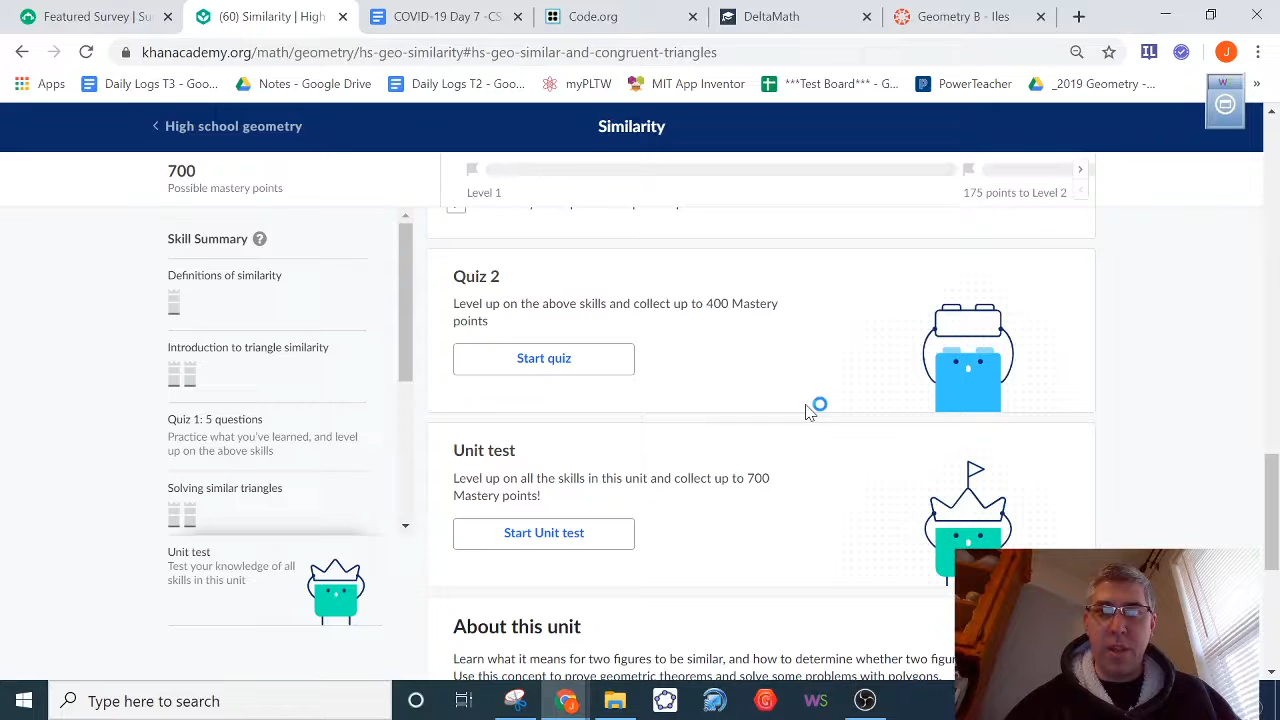 Featured Survey | Su
(60) Similarity | High
COVID-19 Day 7 - CS
Code.org
DeltaMath
Geometry B - Iles
khanacademy.org/math/geometry/hs-geo-similarity#hs-geo-similar-and-congruent-triangles
IL
J
Apps
Daily Logs T3 - Goo...
Notes - Google Drive
Daily Logs T4 - Goo...
myPLTW
MIT App Inventor
***Test Board*** - G...
PowerTeacher
_2019 Geometry -...
»
W
High school geometry
Similarity
700
Possible mastery points
Level 1
175 points to Level 2
Skill Summary
Definitions of similarity
Introduction to triangle similarity
Quiz 1: 5 questions
Practice what you've learned, and level
up on the above skills
Solving similar triangles
Unit test
Test your knowledge of all
skills in this unit
Quiz 2
Level up on the above skills and collect up to 400 Mastery
points
Start quiz
Unit test
Level up on all the skills in this unit and collect up to 700
Mastery points!
Start Unit test
About this unit
Learn what it means for two figures to be similar, and how to determine whether two figu
Use this concept to prove geometric theorems and solve some problems with polygons.
Type here to search
WS